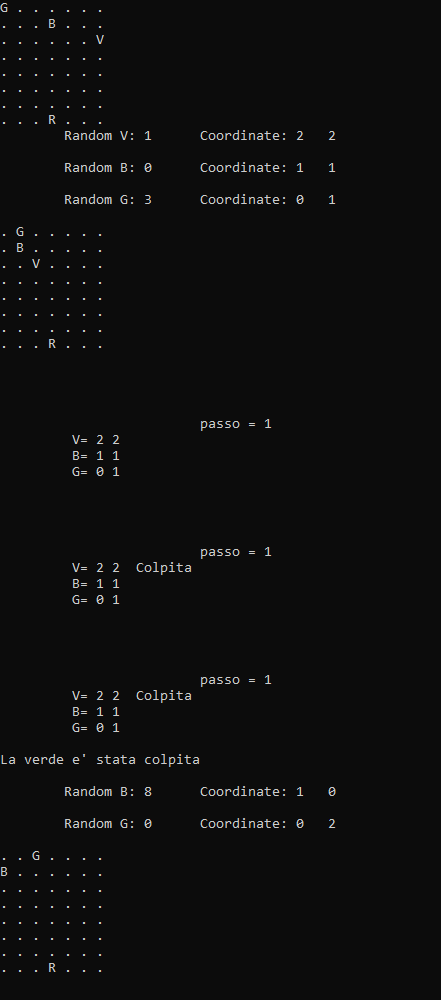 G . . . . . .
. . . B . . .
. . . . . . V
. . . . . . .
. . . . . . .
. . . . . . .
. . . . . . .
. . . R . . .
Random V: 1 Coordinate: 2 2
Random B: 0 Coordinate: 1 1
Random G: 3 Coordinate: 0 1
. G . . . . .
. B . . . . .
. . V . . . .
. . . . . . .
. . . . . . .
. . . . . . .
. . . . . . .
. . . R . . .
passo = 1
V= 2 2
B= 1 1
G= 0 1
passo = 1
V= 2 2 Colpita
B= 1 1
G= 0 1
passo = 1
V= 2 2 Colpita
B= 1 1
G= 0 1
La verde e' stata colpita
Random B: 8 Coordinate: 1 0
Random G: 0 Coordinate: 0 2
. . G . . . .
B . . . . . .
. . . . . . .
. . . . . . .
. . . . . . .
. . . . . . .
. . . . . . .
. . . R . . .